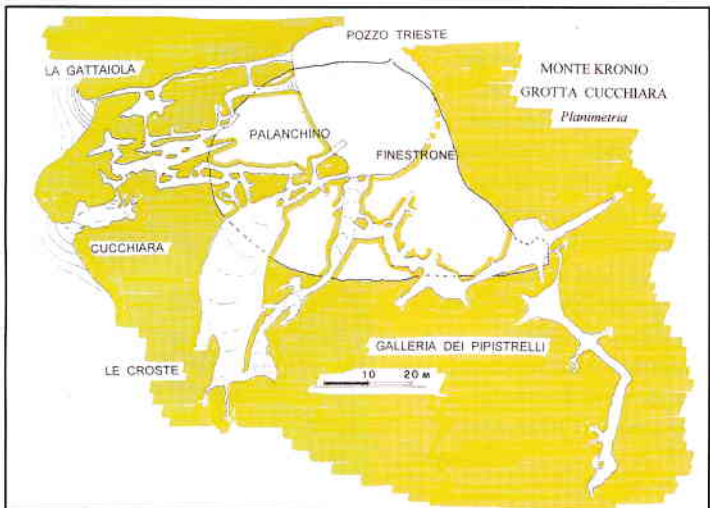 POZZO TRIESTE
LA GATTAIOLA
MONTE KRONIO
GROTTA CUCCHIARA
Planimetria
PALANCHINO
FINESTRONE
CUCCHIARA
GALLERIA DEI PIPISTRELLI
LE CROSTE
10 20 M